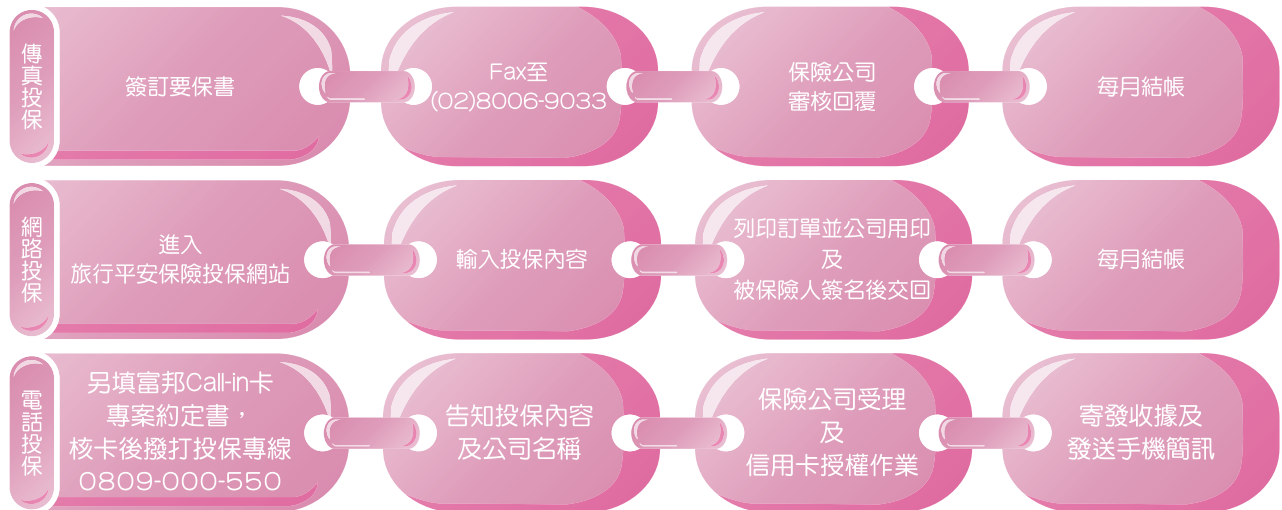 傳真投保
簽訂要保書
Fax至
(02)8006-9033
保險公司
審核回覆
每月結帳
網路投保
進入
旅行平安保險投保網站
輸入投保內容
列印訂單並公司用印
及
被保險人簽名後交回
每月結帳
電話投保
另填富邦Call-in卡
專案約定書，
核卡後撥打投保專線
0809-000-550
告知投保內容
及公司名稱
保險公司受理
及
信用卡授權作業
寄發收據及
發送手機簡訊